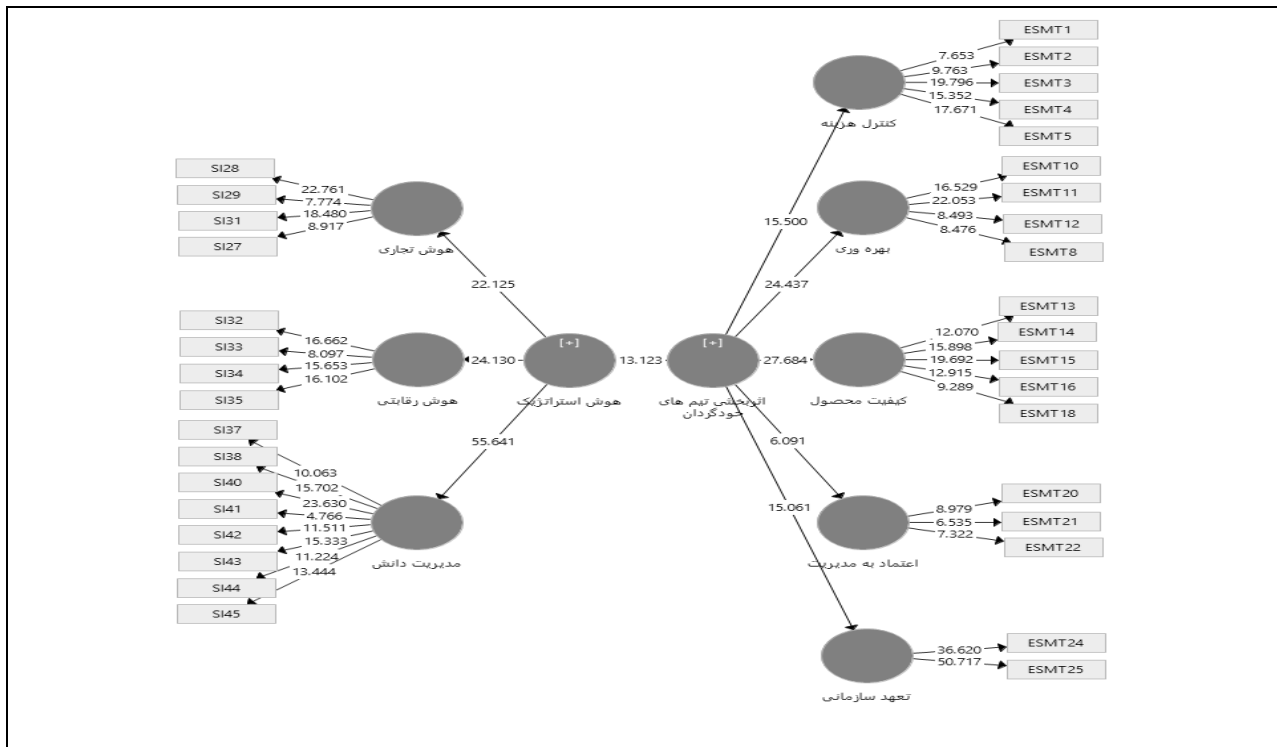 SI28
SI29
SI31
SI27
22.761
7.774
18.480
8.917
هوش تجاری
22.125
SI32
SI33
SI34
SI35
16.662
8.097
15.653
16.102
هوش رقابتی
24.130
SI37
SI38
SI40
SI41
SI42
SI43
SI44
SI45
10.063
15.702
23.630
4.766
11.511
15.333
11.224
13.444
مدیریت دانش
55.641
[+]
هوش استراتژیک
13.123
[+]
اثربخشی تیم های
خودگردان
15.500
کنترل هزینه
7.653
9.763
19.796
15.352
17.671
ESMT1
ESMT2
ESMT3
ESMT4
ESMT5
24.437
بهره وری
16.529
22.053
8.493
8.476
ESMT10
ESMT11
ESMT12
ESMT8
27.684
کیفیت محصول
12.070
15.898
19.692
12.915
9.289
ESMT13
ESMT14
ESMT15
ESMT16
ESMT18
6.091
اعتماد به مدیریت
8.979
6.535
7.322
ESMT20
ESMT21
ESMT22
15.061
تعهد سازمانی
36.620
50.717
ESMT24
ESMT25